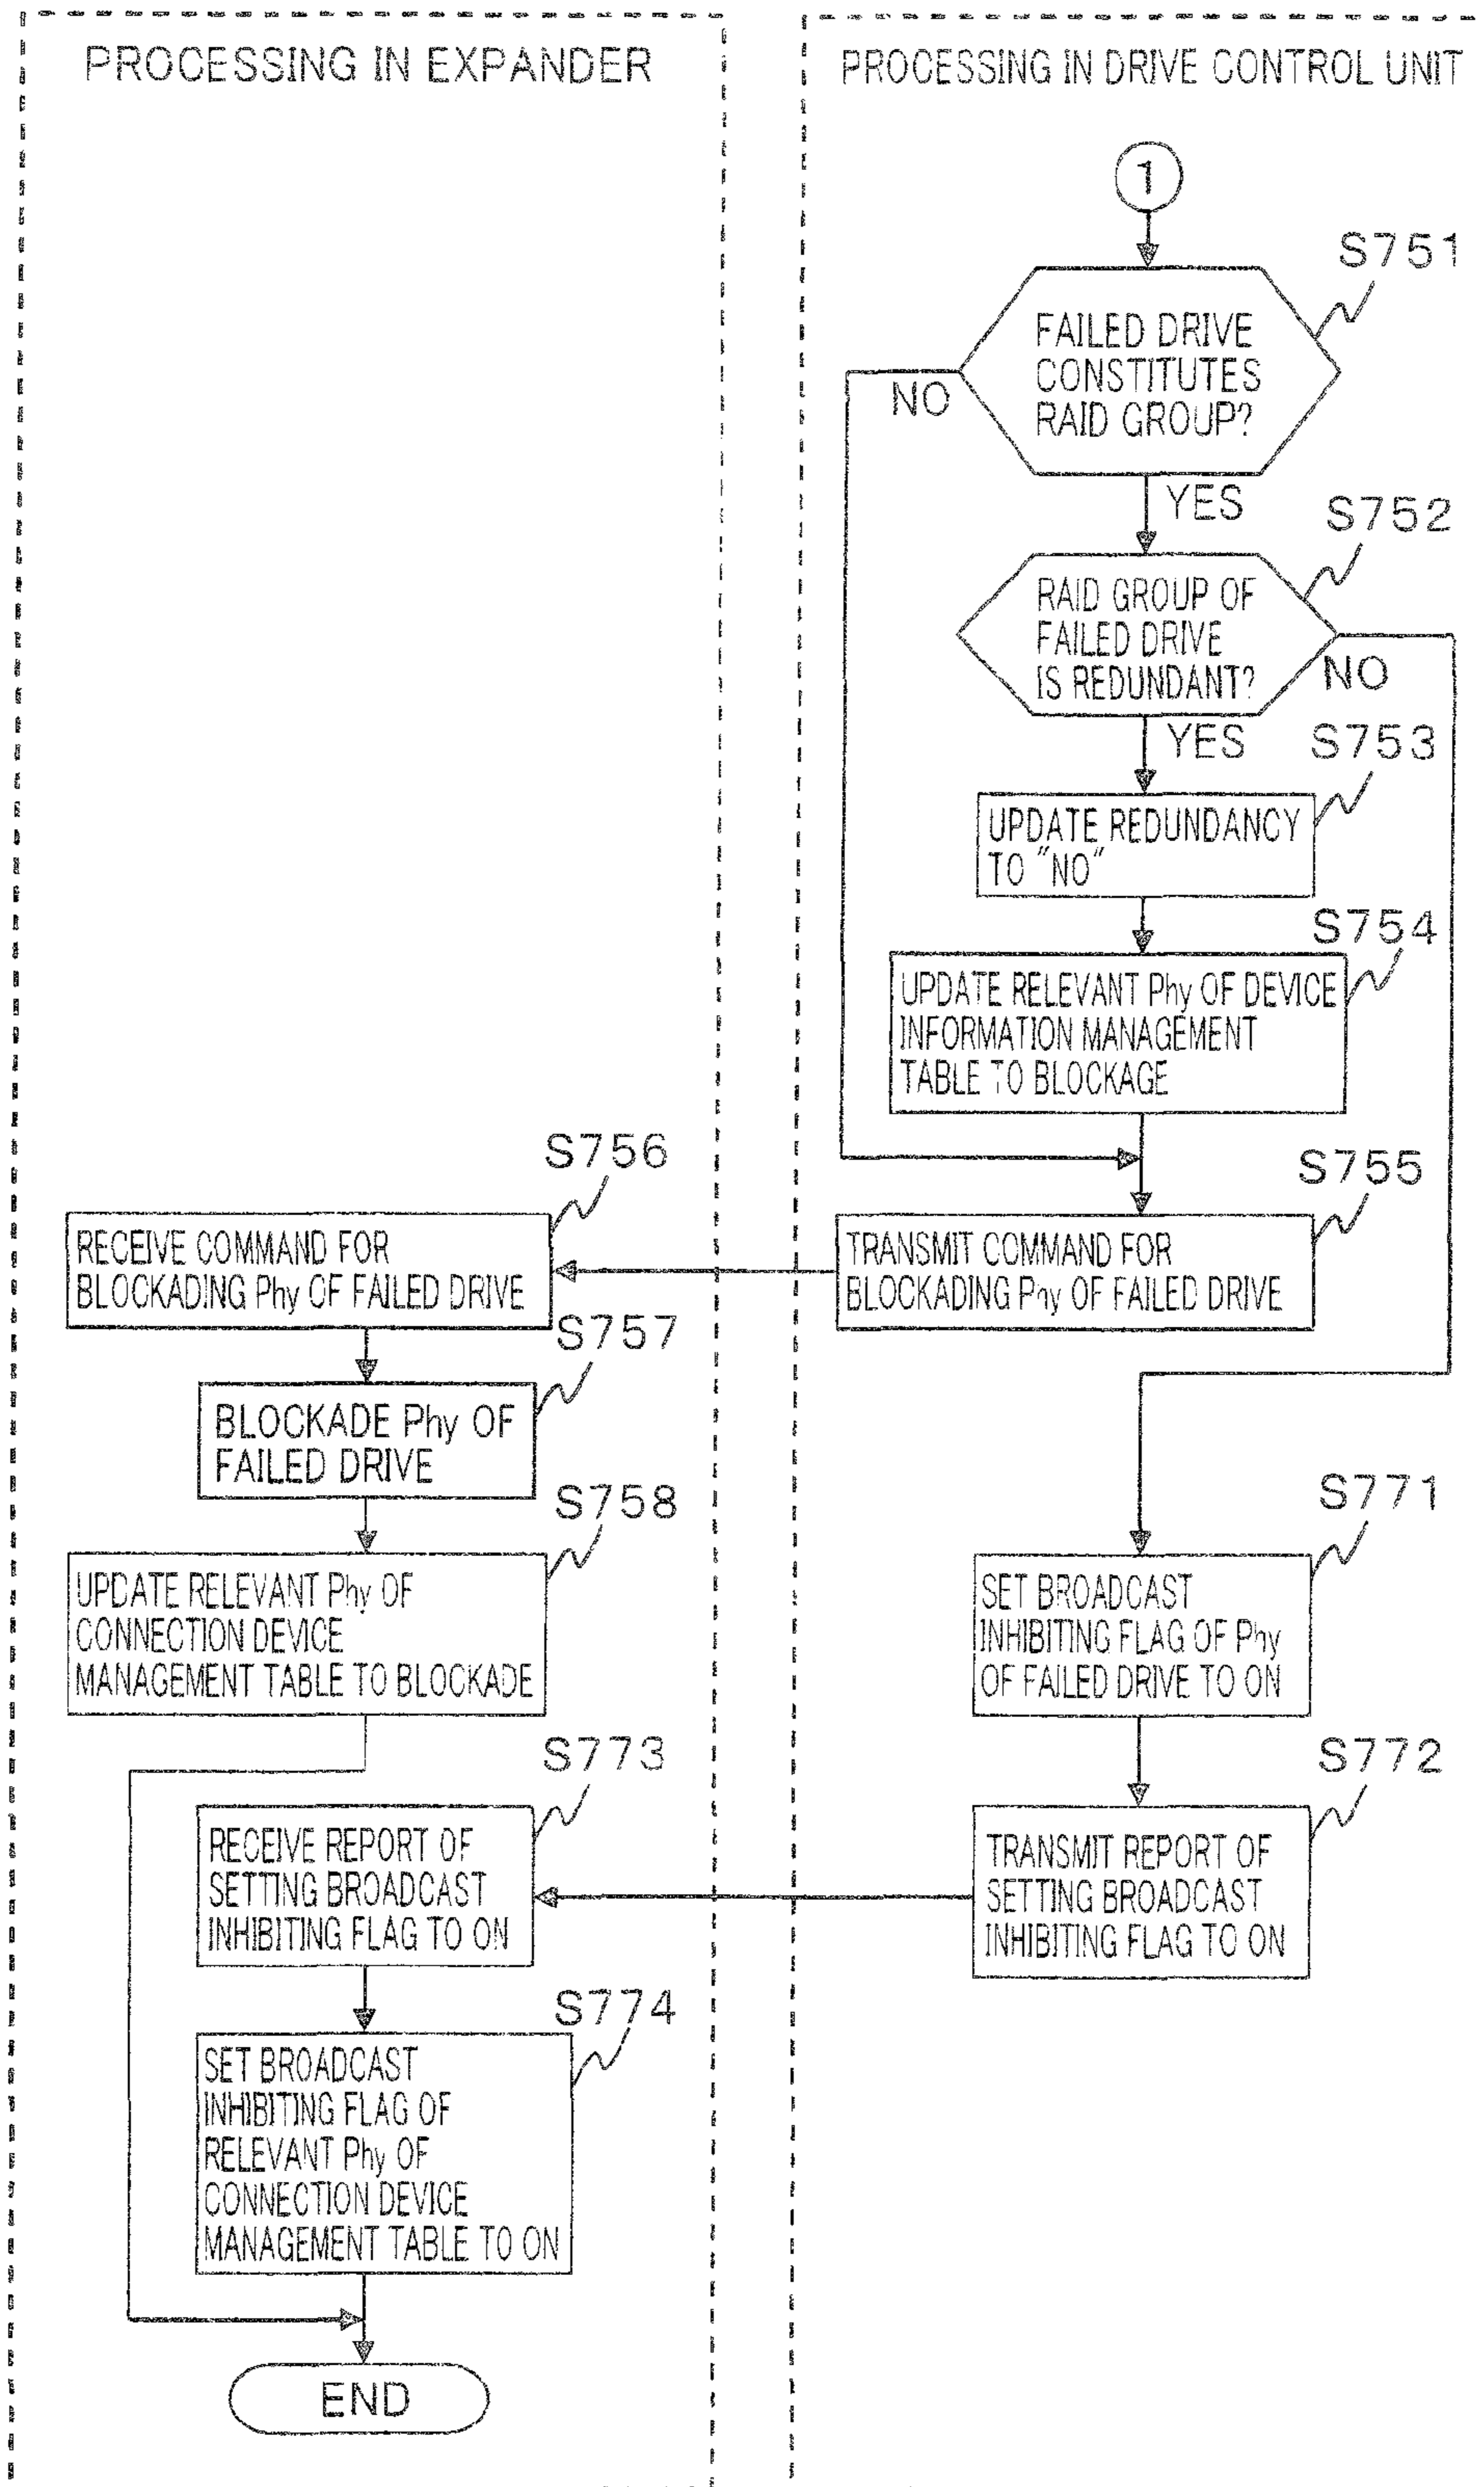 PROCESSING IN EXPANDER
PROCESSING IN DRIVE CONTROL UNIT
1
S751
FAILED DRIVE
CONSTITUTES
RAID GROUP?
NO
YES
S752
RAID GROUP OF
FAILED DRIVE
IS REDUNDANT?
NO
YES
S753
UPDATE REDUNDANCY
TO "NO"
S754
UPDATE RELEVANT Phy OF DEVICE
INFORMATION MANAGEMENT
TABLE TO BLOCKAGE
S755
TRANSMIT COMMAND FOR
BLOCKADING Phy OF FAILED DRIVE
S756
RECEIVE COMMAND FOR
BLOCKADING Phy OF FAILED DRIVE
S757
BLOCKADE Phy OF
FAILED DRIVE
S758
UPDATE RELEVANT Phy OF
CONNECTION DEVICE
MANAGEMENT TABLE TO BLOCKADE
S771
SET BROADCAST
INHIBITING FLAG OF Phy
OF FAILED DRIVE TO ON
S772
TRANSMIT REPORT OF
SETTING BROADCAST
INHIBITING FLAG TO ON
S773
RECEIVE REPORT OF
SETTING BROADCAST
INHIBITING FLAG TO ON
S774
SET BROADCAST
INHIBITING FLAG OF
RELEVANT Phy OF
CONNECTION DEVICE
MANAGEMENT TABLE TO ON
END